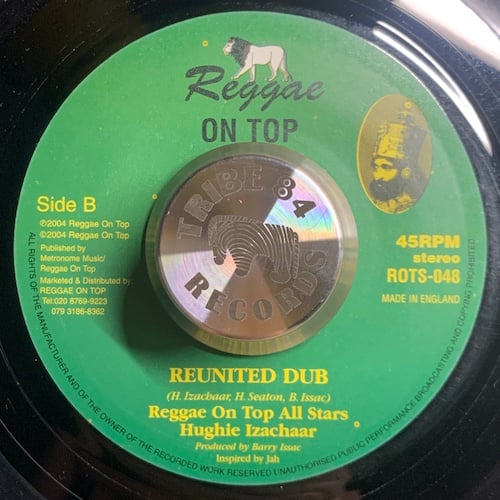 Reggae
ON TOP
Side B
℗2004 Reggae On Top
©2004 Reggae On Top
Published by
Metronome Music/
Reggae On Top
Marketed & Distributed by
REGGAE ON TOP
Tel:020 8769-9223
079 3186-8362
TRIBE 84
RECORDS
45RPM
stereo
ROTS-048
MADE IN ENGLAND
REUNITED DUB
(H. Izachaar, H. Seaton, B. Issac)
Reggae On Top All Stars
Hughie Izachaar
Produced by Barry Issac
Inspired by Jah
ALL RIGHTS OF THE MANUFACTURER AND OF THE OWNER OF THE RECORDED WORK RESERVED UNAUTHORISED PUBLIC PERFORMANCE BROADCASTING AND COPYING PROHIBITED